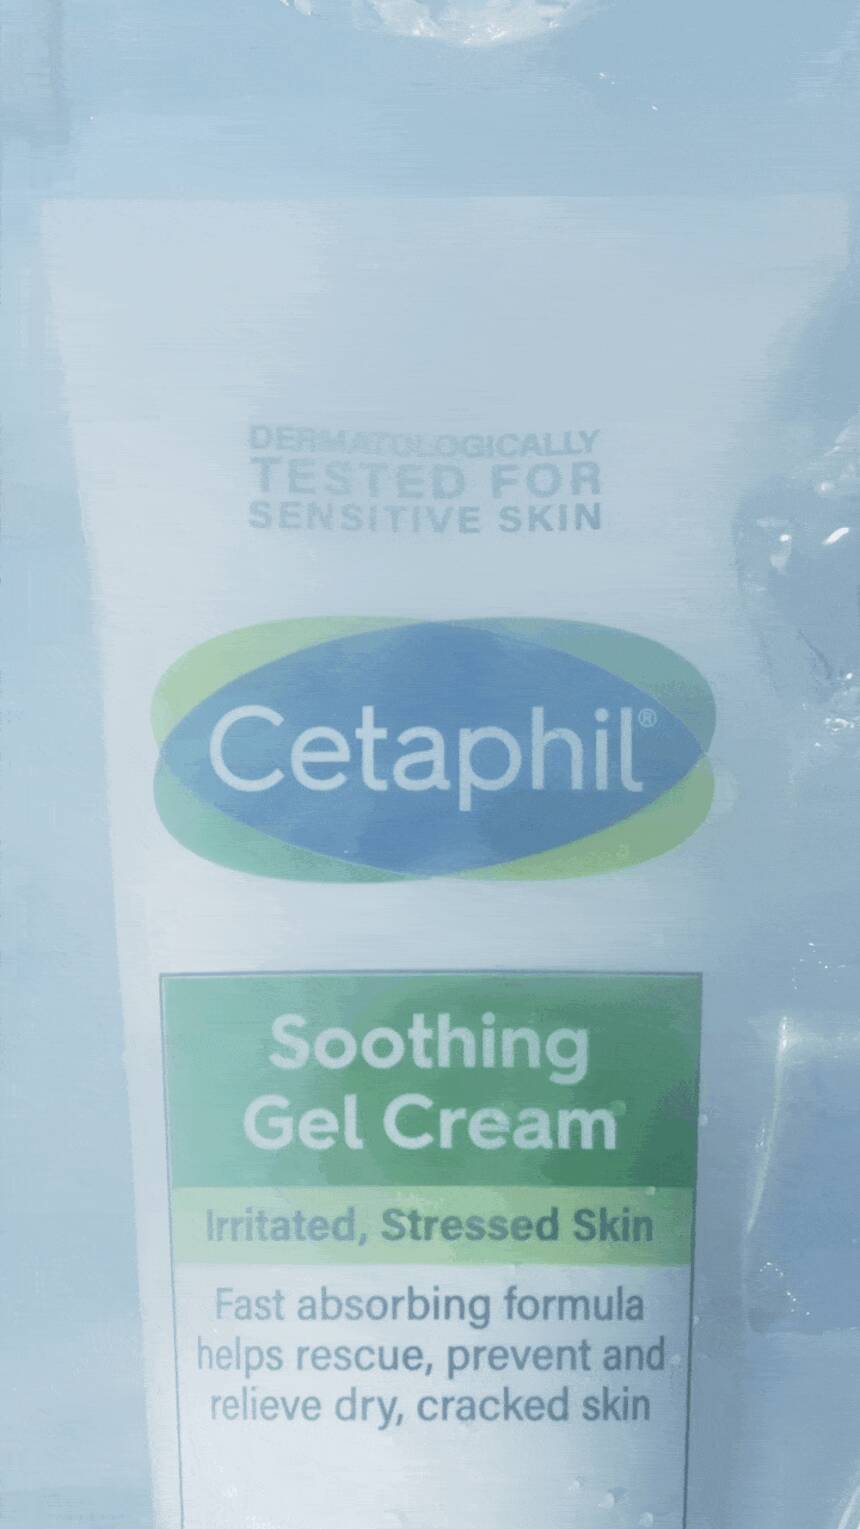 DERMATOLOGICALLY
TESTED FOR
SENSITIVE SKIN
Cetaphil®
Soothing
Gel Cream
Irritated, Stressed Skin
Fast absorbing formula
helps rescue, prevent and
relieve dry, cracked skin